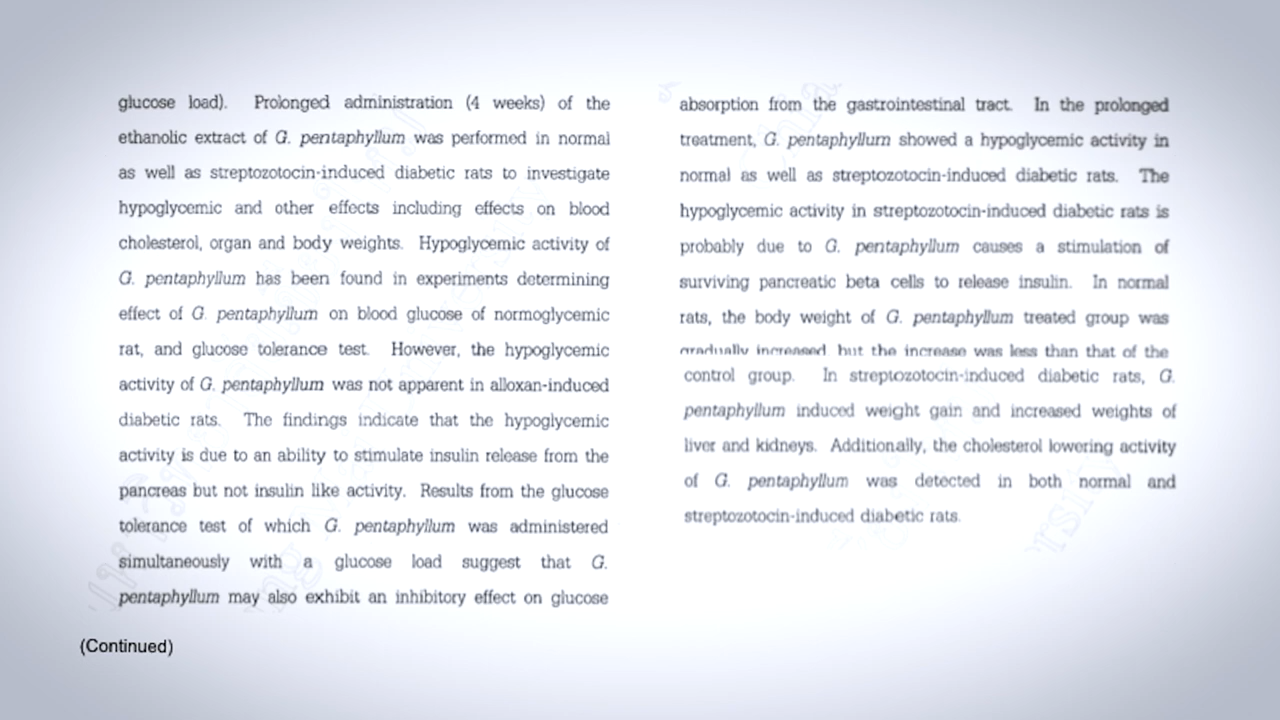 glucose load). Prolonged administration (4 weeks) of the
ethanolic extract of G. pentaphyllum was performed in normal
as well as streptozotocin-induced diabetic rats to investigate
hypoglycemic and other effects including effects on blood
cholesterol, organ and body weights. Hypoglycemic activity of
G. pentaphyllum has been found in experiments determining
effect of G. pentaphyllum on blood glucose of normoglycemic
rat, and glucose tolerance test. However, the hypoglycemic
activity of G. pentaphyllum was not apparent in alloxan-induced
diabetic rats. The findings indicate that the hypoglycemic
activity is due to an ability to stimulate insulin release from the
pancreas but not insulin like activity. Results from the glucose
tolerance test of which G. pentaphyllum was administered
simultaneously with a glucose load suggest that G.
pentaphyllum may also exhibit an inhibitory effect on glucose
(Continued)
absorption from the gastrointestinal tract. In the prolonged
treatment, G. pentaphyllum showed a hypoglycemic activity in
normal as well as streptozotocin-induced diabetic rats. The
hypoglycemic activity in streptozotocin-induced diabetic rats is
probably due to G. pentaphyllum causes a stimulation of
surviving pancreatic beta cells to release insulin. In normal
rats, the body weight of G. pentaphyllum treated group was
gradually increased, but the increase was less than that of the
control group. In streptozotocin-induced diabetic rats, G.
pentaphyllum induced weight gain and increased weights of
liver and kidneys. Additionally, the cholesterol lowering activity
of G. pentaphyllum was detected in both normal and
streptozotocin-induced diabetic rats.